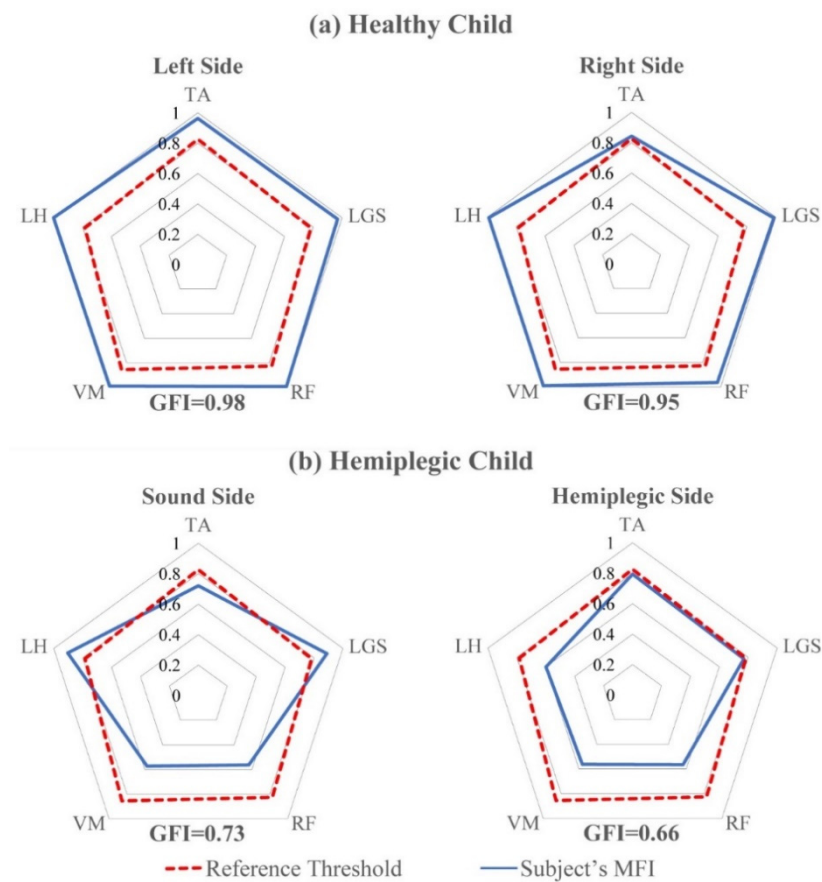 (a) Healthy Child
Left Side
Right Side
TA
TA
1
1
0.8
0.8
0.6
0.6
0.4
0.4
LH
LGS
LH
LGS
0.2
0.2
0
0
VM
RF
VM
RF
GFI=0.98
GFI=0.95
(b) Hemiplegic Child
Sound Side
Hemiplegic Side
TA
TA
1
1
0.8
0.8
0.6
0.6
LH
LGS
LH
LGS
0.4
0.4
0.2
0.2
0
0
VM
RF
VM
RF
GFI=0.73
GFI=0.66
Reference Threshold
Subject's MFI